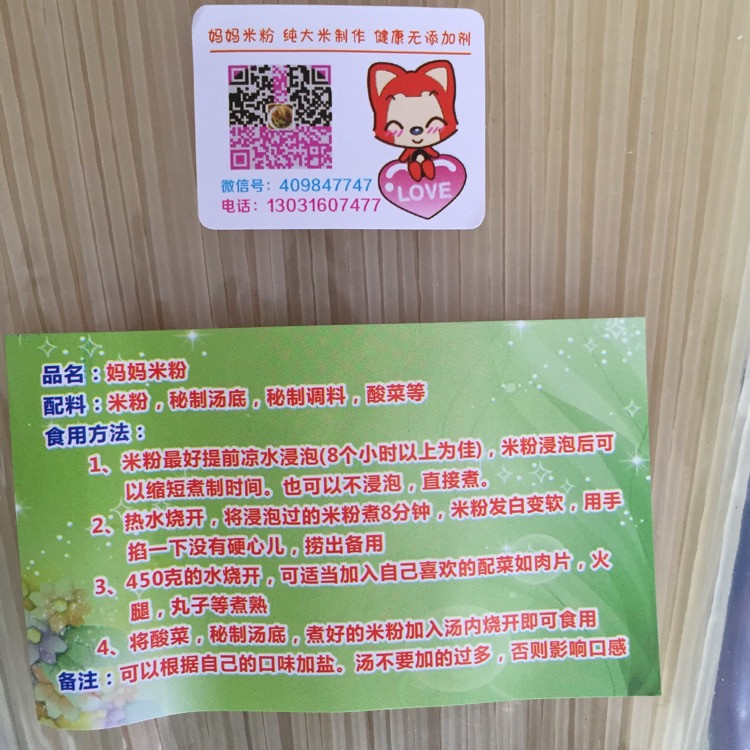 妈妈米粉 纯大米制作 健康无添加剂
微信号：409847747
电话：13031607477
LOVE
品名：妈妈米粉
配料：米粉，秘制汤底，秘制调料，酸菜等
食用方法：
1、米粉最好提前凉水浸泡(8个小时以上为佳)，米粉浸泡后可
以缩短煮制时间。也可以不浸泡，直接煮。
2、热水烧开，将浸泡过的米粉煮8分钟，米粉发白变软，用手
掐一下没有硬心儿，捞出备用
3、450克的水烧开，可适当加入自己喜欢的配菜如肉片，火
腿，丸子等煮熟
4、将酸菜，秘制汤底，煮好的米粉加入汤内烧开即可食用
备注：可以根据自己的口味加盐。汤不要加的过多，否则影响口感